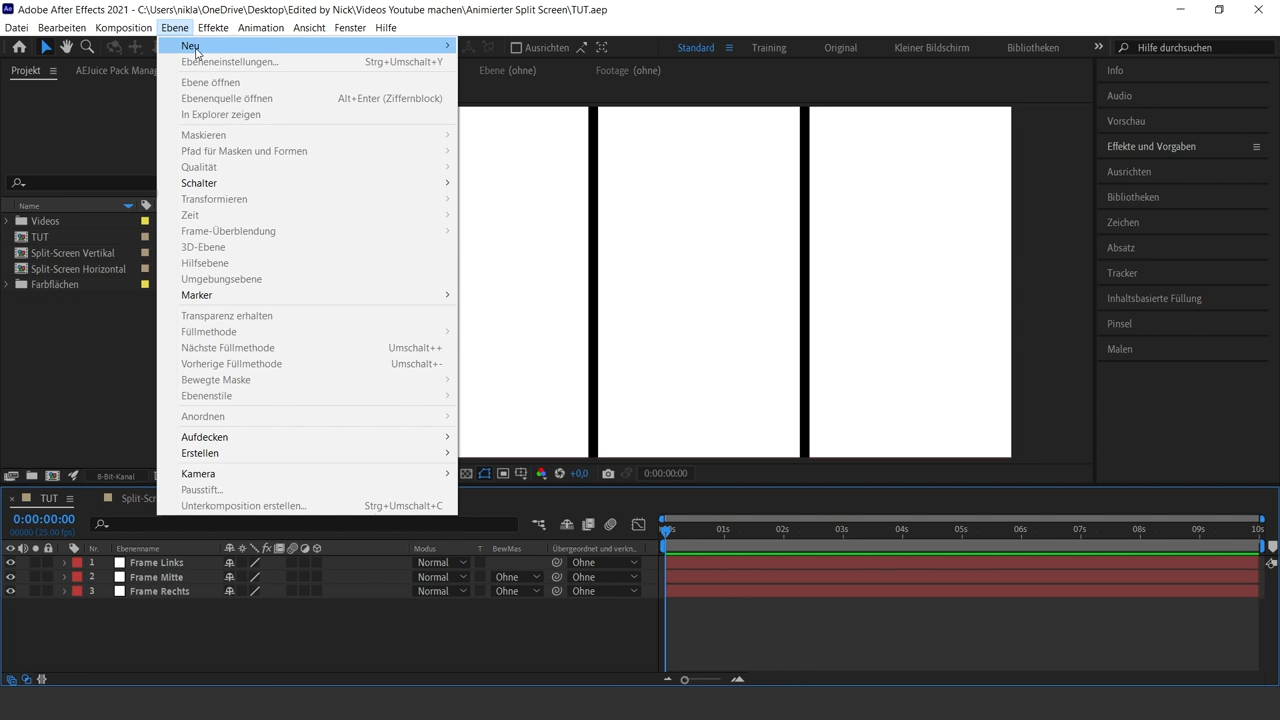 Adobe After Effects 2021 - C:\Users\nikla\OneDrive\Desktop\Edited by Nick\Videos Youtube machen\Animierter Split Screen\TUT.aep
Datei Bearbeiten Komposition Ebene Effekte Animation Ansicht Fenster Hilfe
Ausrichten Standard Training Original Kleiner Bildschirm Bibliotheken Hilfe durchsuchen
Projekt AEJuice Pack Manag Ebene (ohne) Footage (ohne)
Neu
Ebeneneinstellungen... Strg+Umschalt+Y
Ebene öffnen
Ebenenquelle öffnen Alt+Enter (Ziffernblock)
In Explorer zeigen
Maskieren
Pfad für Masken und Formen
Qualität
Schalter
Transformieren
Zeit
Frame-Überblendung
3D-Ebene
Hilfsebene
Umgebungsebene
Marker
Transparenz erhalten
Füllmethode
Nächste Füllmethode Umschalt++
Vorherige Füllmethode Umschalt+-
Bewegte Maske
Ebenenstile
Anordnen
Aufdecken
Erstellen
Kamera
Pausstift...
Unterkomposition erstellen... Strg+Umschalt+C
Name
Videos
TUT
Split-Screen Vertikal
Split-Screen Horizontal
Farbflächen
Info
Audio
Vorschau
Effekte und Vorgaben
Ausrichten
Bibliotheken
Zeichen
Absatz
Tracker
Inhaltsbasierte Füllung
Pinsel
Malen
8-Bit-Kanal +0,0 0:00:00:00
TUT Split-Scr
0:00:00:00
00000 (25.00 fps)
01s 02s 03s 04s 05s 06s 07s 08s 09s 10s
Nr. Ebenenname Modus T BewMas Übergeordnet und verkn..
1 Frame Links Normal Ohne
2 Frame Mitte Normal Ohne Ohne
3 Frame Rechts Normal Ohne Ohne